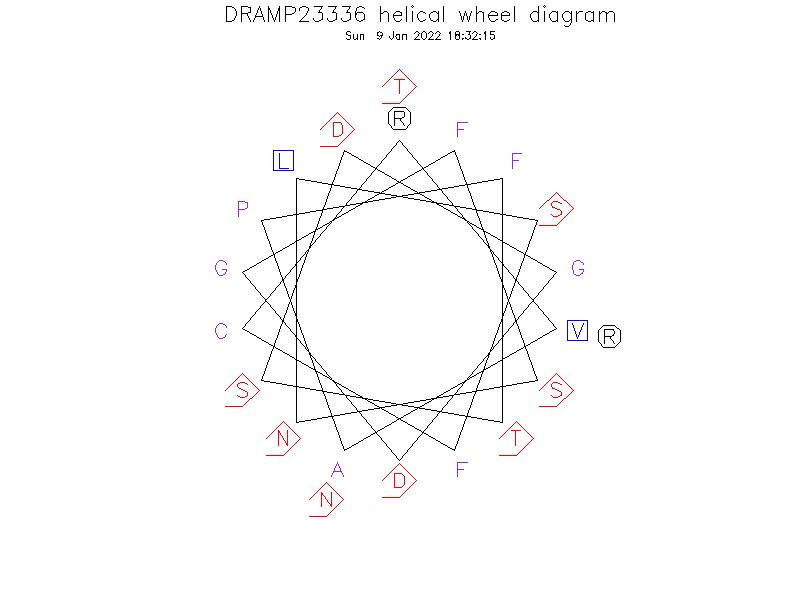 DRAMP23336 helical wheel diagram
Sun 9 Jan 2022 18:32:15
T
D R F
L F
P S
G G
C V R
S S
N T
A D F
N